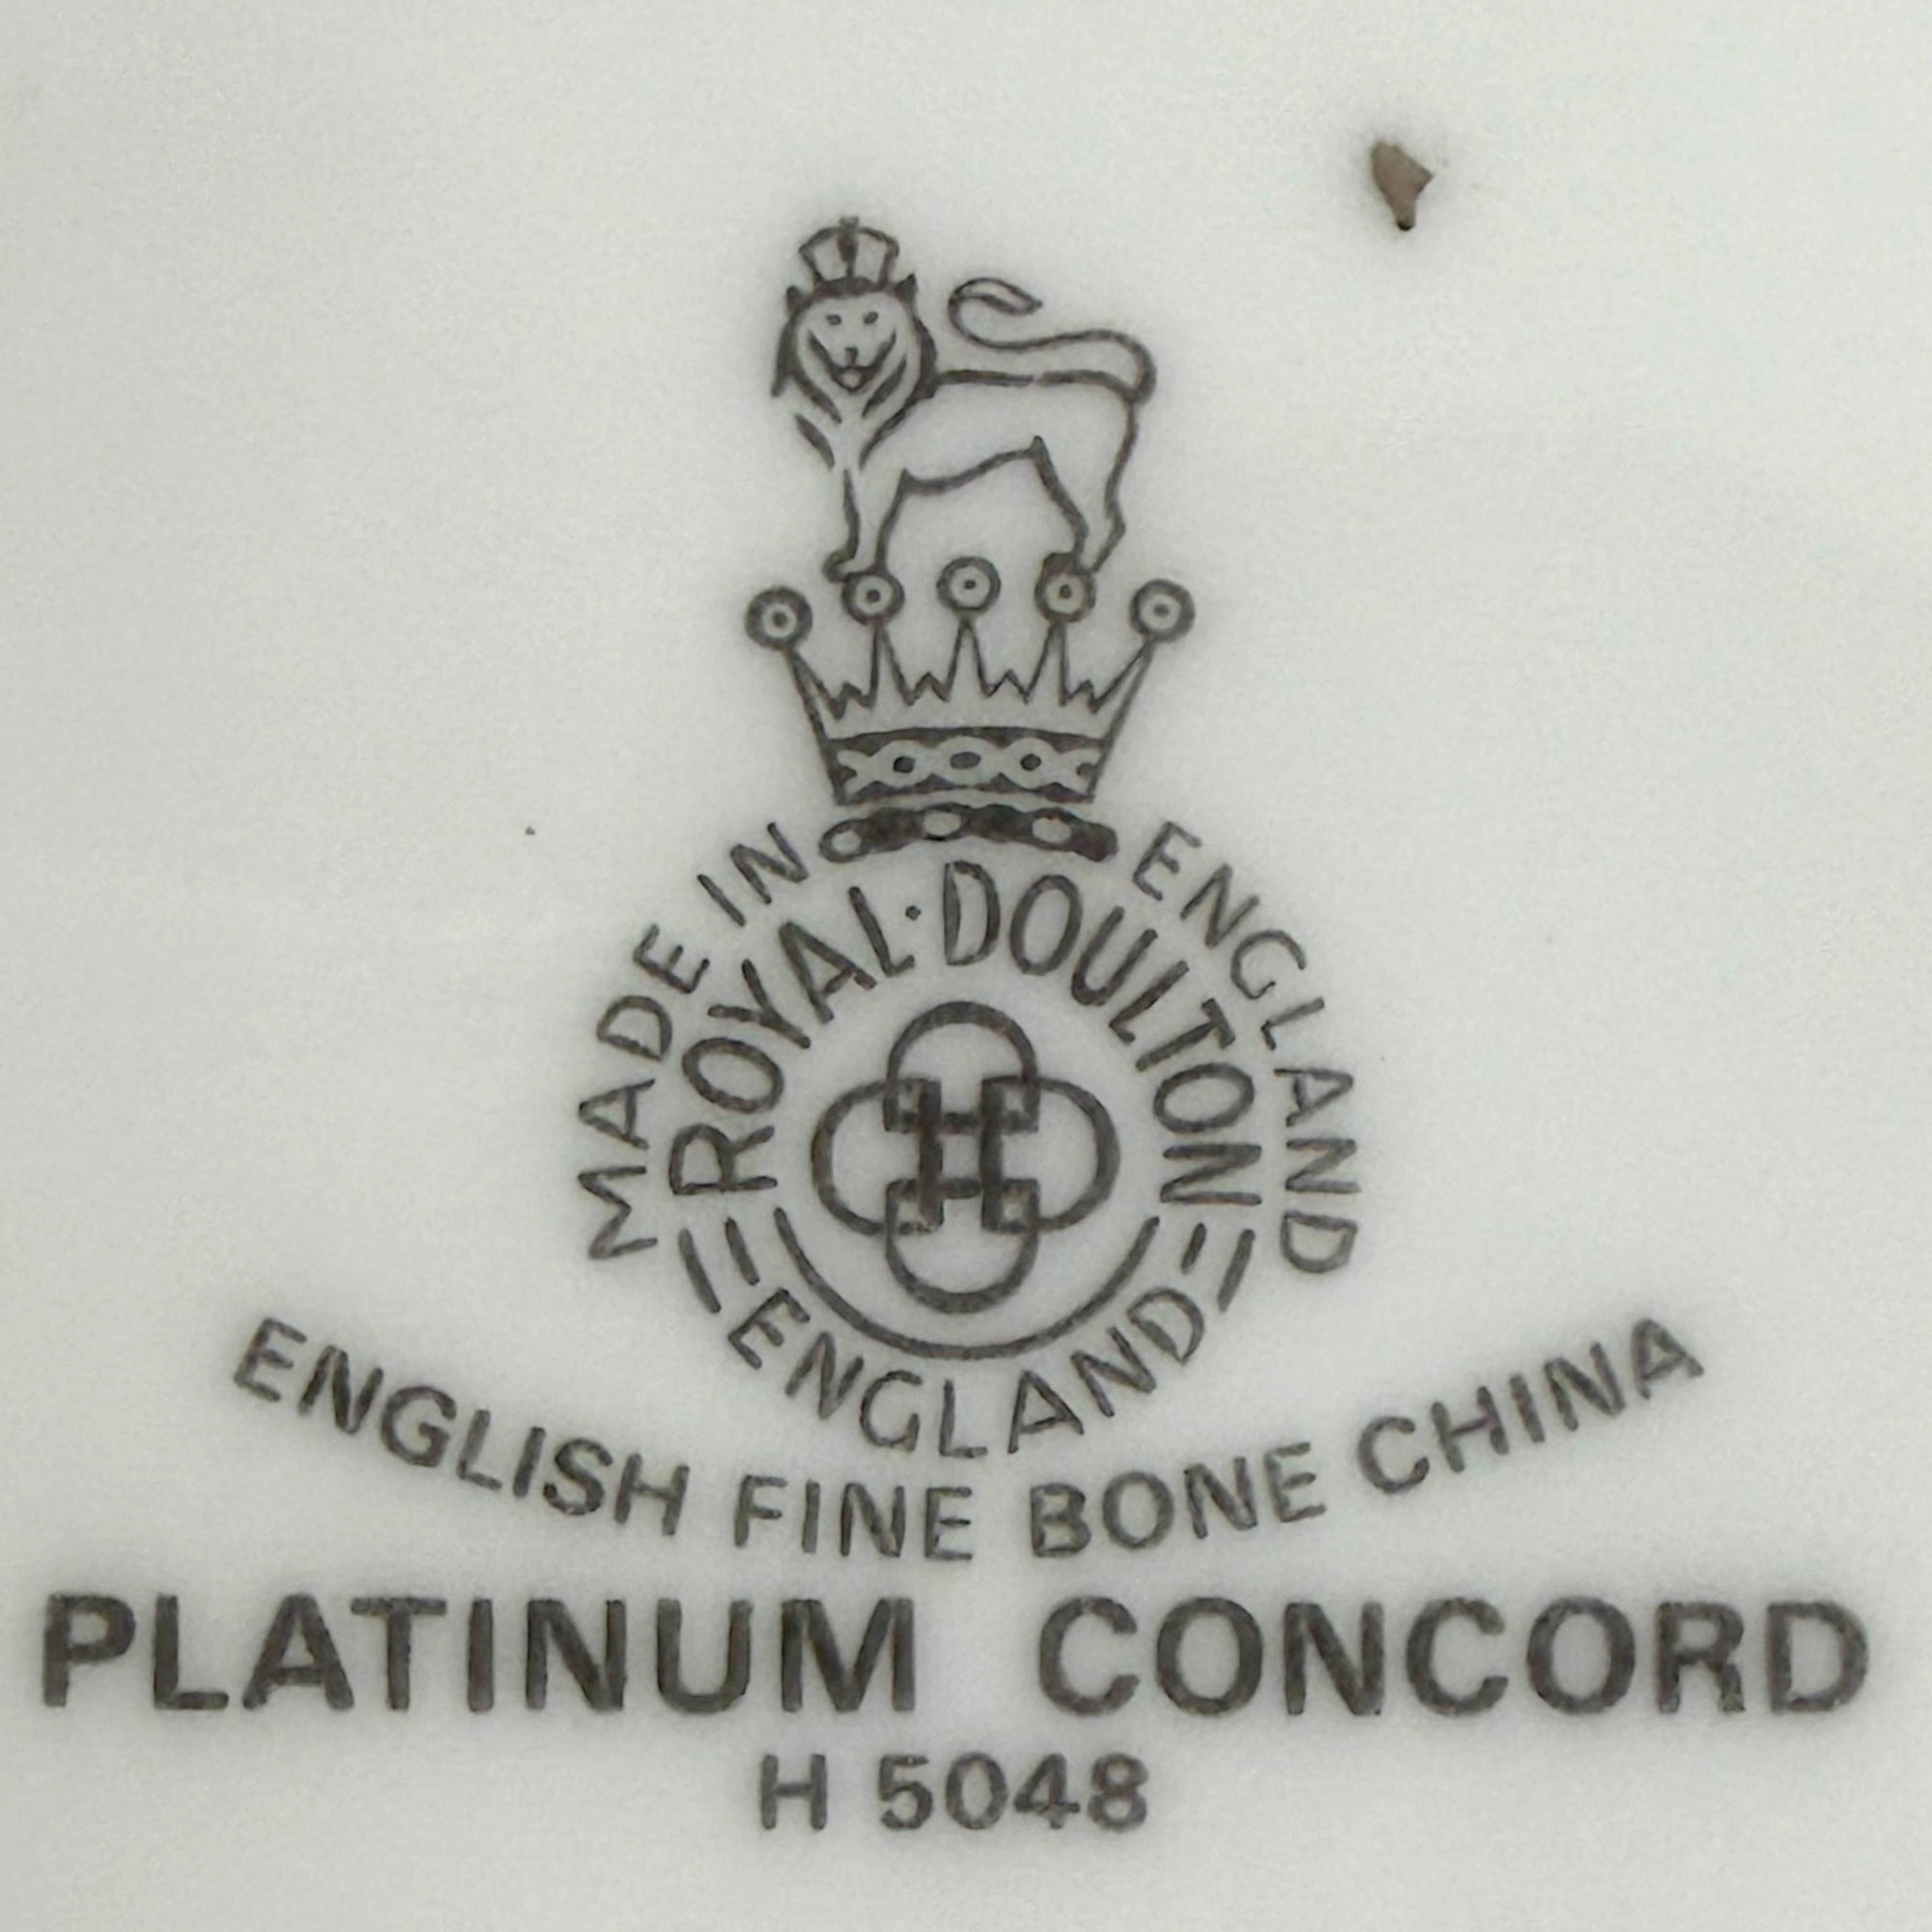 MADE IN ENGLAND
ROYAL·DOULTON
ENGLAND
ENGLISH FINE BONE CHINA
PLATINUM CONCORD
H 5048